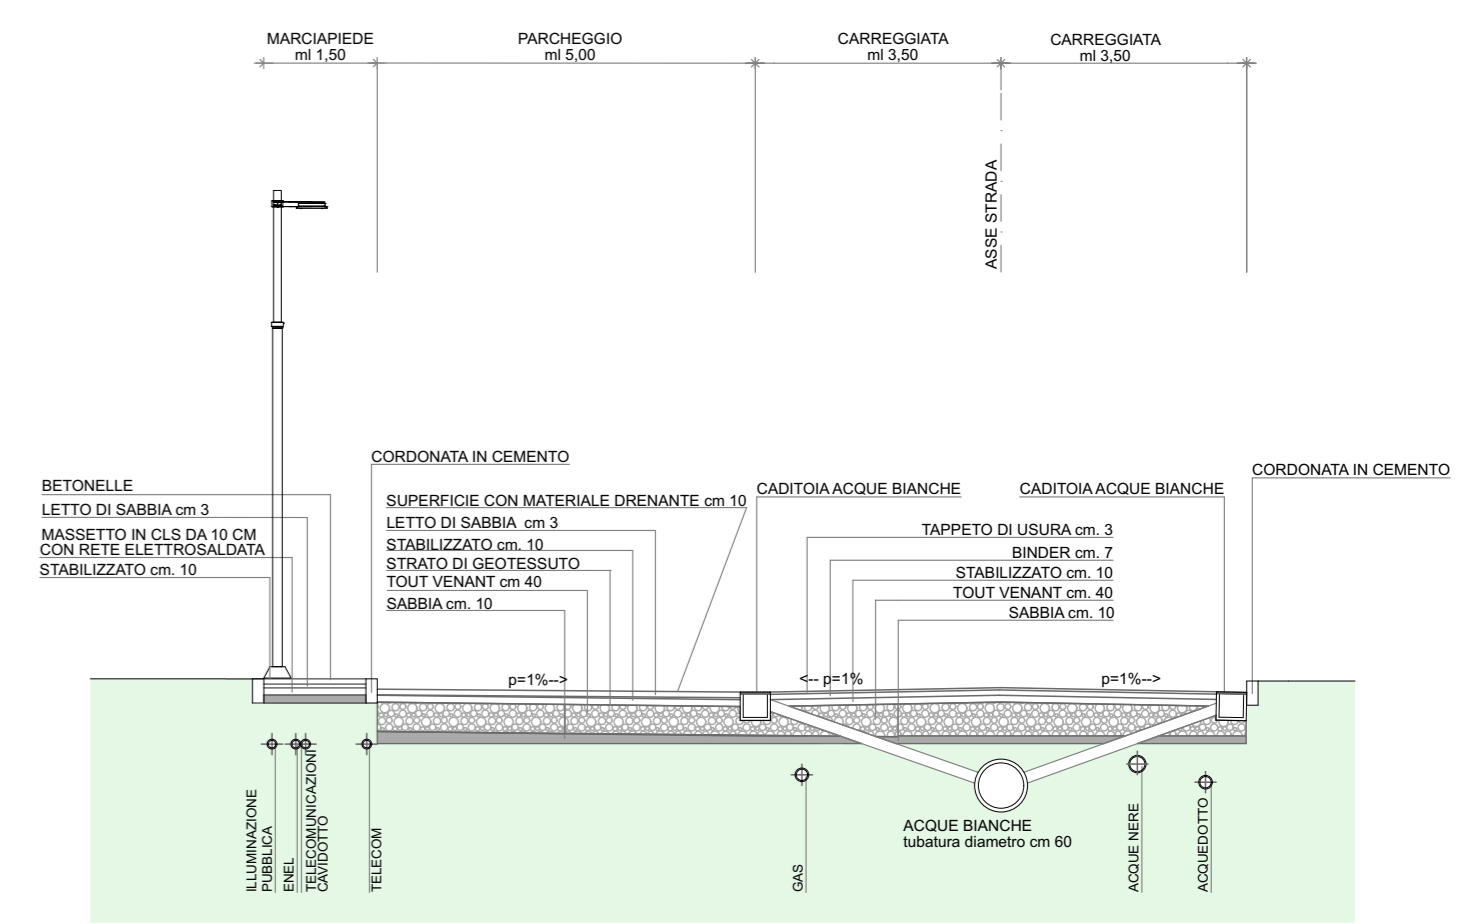 MARCIAPIEDE
ml 1,50
PARCHEGGIO
ml 5,00
CARREGGIATA
ml 3,50
CARREGGIATA
ml 3,50
ASSE STRADA
BETONELLE
LETTO DI SABBIA cm 3
MASSETTO IN CLS DA 10 CM
CON RETE ELETTROSALDATA
STABILIZZATO cm. 10
CORDONATA IN CEMENTO
SUPERFICIE CON MATERIALE DRENANTE cm 10
LETTO DI SABBIA cm 3
STABILIZZATO cm. 10
STRATO DI GEOTESSUTO
TOUT VENANT cm 40
SABBIA cm. 10
CADITOIA ACQUE BIANCHE
CADITOIA ACQUE BIANCHE
TAPPETO DI USURA cm. 3
BINDER cm. 7
STABILIZZATO cm. 10
TOUT VENANT cm. 40
SABBIA cm. 10
CORDONATA IN CEMENTO
p=1%-->
<-- p=1%
p=1%-->
ILLUMINAZIONE
PUBBLICA
ENEL
TELECOMUNICAZIONI
CAVIDOTTO
TELECOM
GAS
ACQUE BIANCHE
tubatura diametro cm 60
ACQUE NERE
ACQUEDOTTO